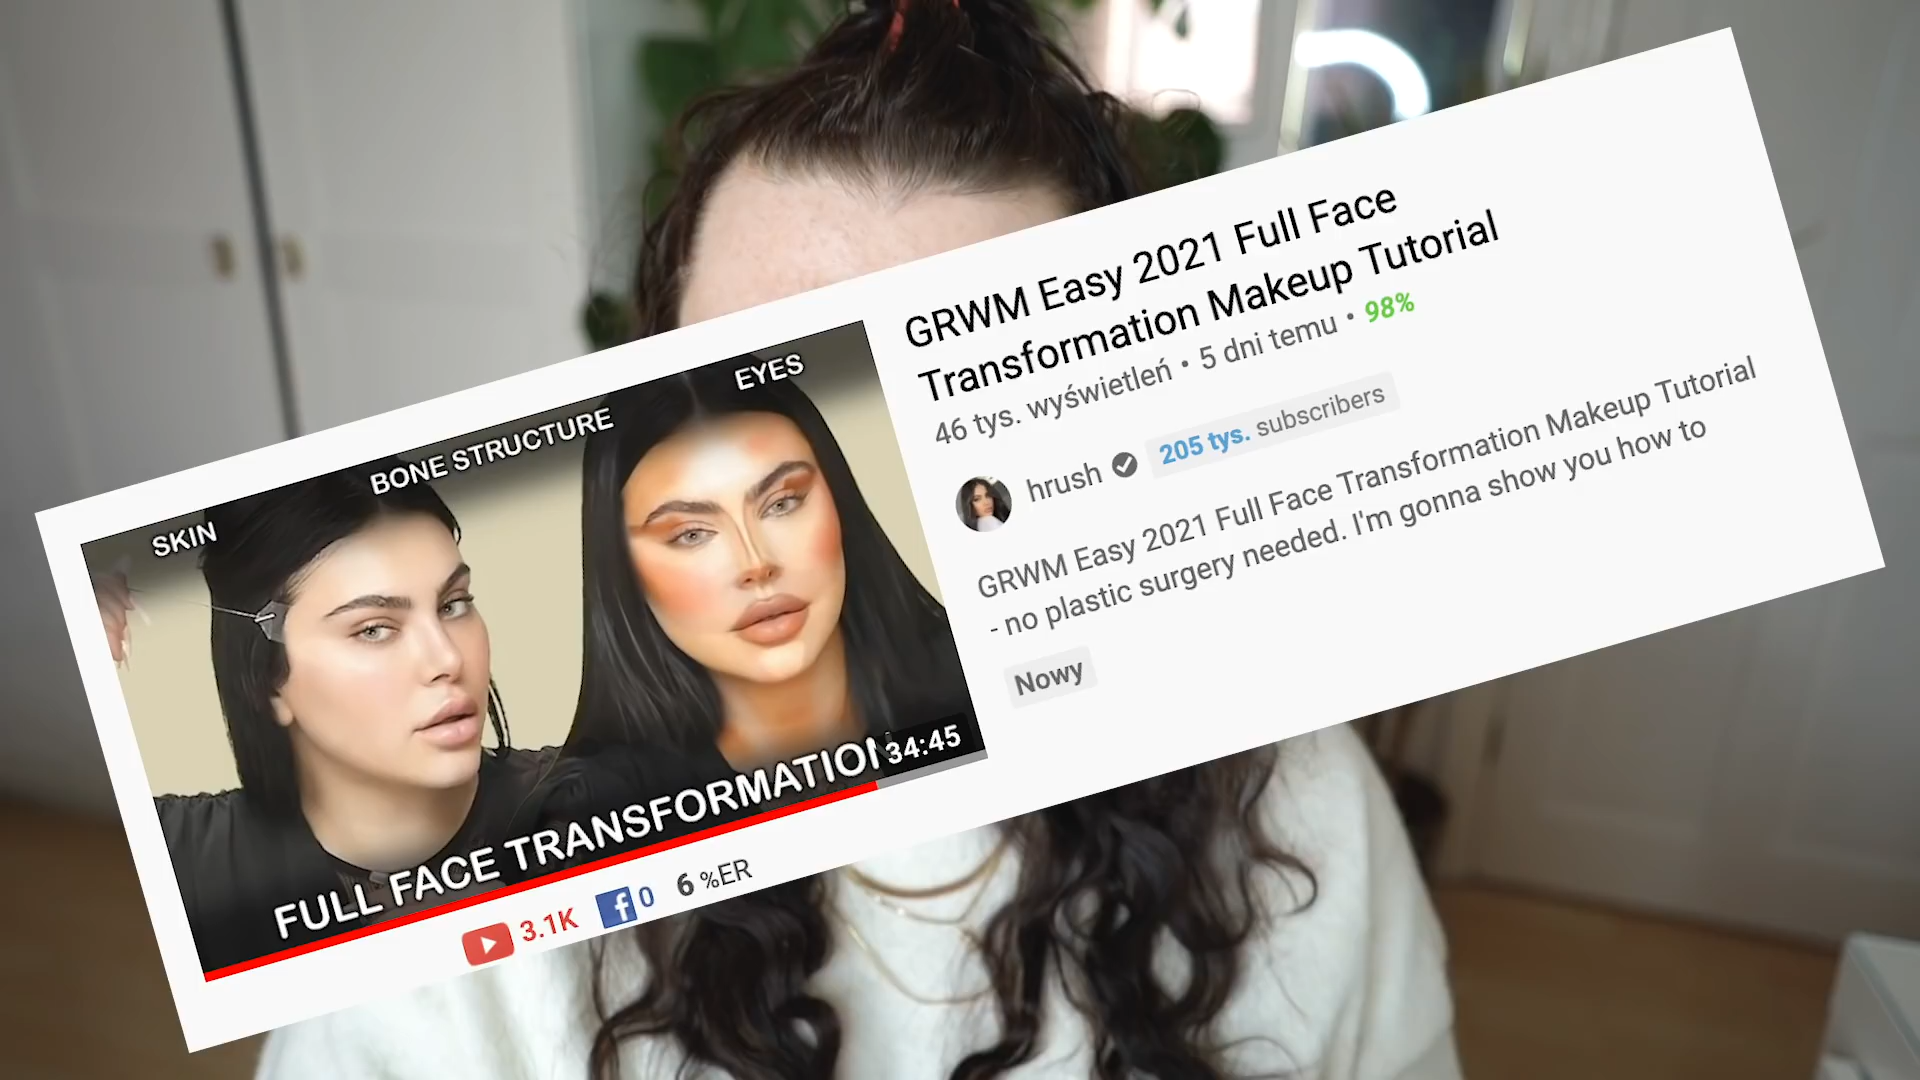 SKIN
BONE STRUCTURE
EYES
FULL FACE TRANSFORMATION
34:45
3.1K
f 0
6 %ER
GRWM Easy 2021 Full Face
Transformation Makeup Tutorial
46 tys. wyświetleń • 5 dni temu • 98%
hrush
205 tys. subscribers
GRWM Easy 2021 Full Face Transformation Makeup Tutorial
- no plastic surgery needed. I'm gonna show you how to
Nowy